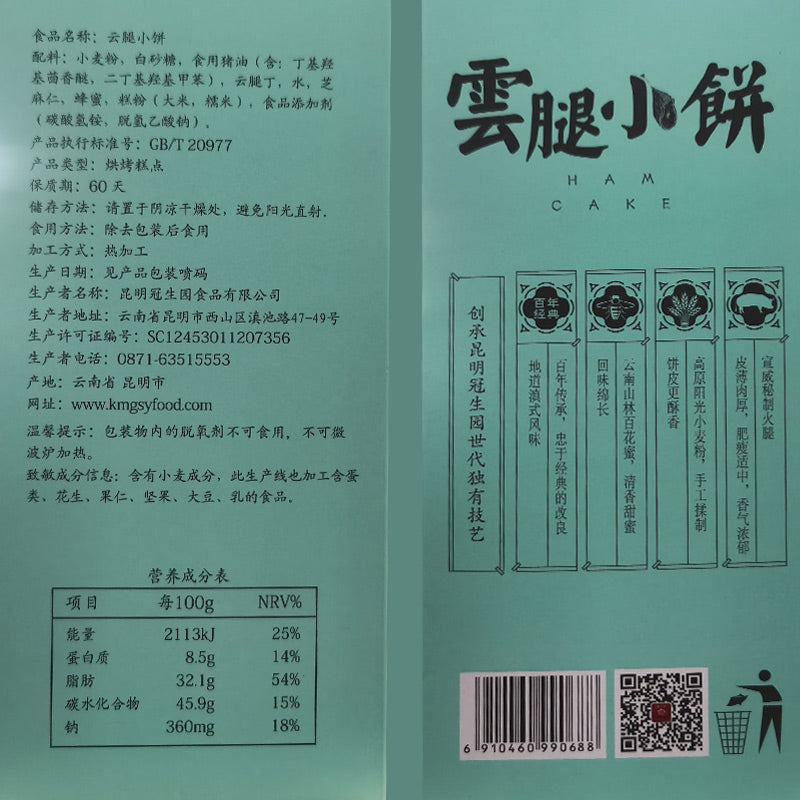 食品名称：云腿小饼
配料：小麦粉，白砂糖，食用猪油（含：丁基羟
基茴香醚，二丁基羟基甲苯），云腿丁，水，芝
麻仁、蜂蜜，糕粉（大米，糯米），食品添加剂
（碳酸氢铵、脱氢乙酸钠）。
产品执行标准号：GB/T 20977
产品类型：烘烤糕点
保质期：60 天
储存方法：请置于阴凉干燥处，避免阳光直射.
食用方法：除去包装后食用
加工方式：热加工
生产日期：见产品包装喷码
生产者名称：昆明冠生园食品有限公司
生产者地址：云南省昆明市西山区滇池路47-49号
生产许可证编号：SC12453011207356
生产者电话：0871-63515553
产地：云南省 昆明市
网址：www.kmgsyfood.com
温馨提示：包装物内的脱氧剂不可食用，不可微
波炉加热。
致敏成分信息：含有小麦成分，此生产线也加工含蛋
类、花生、果仁、坚果、大豆、乳的食品。
营养成分表
项目 每100g NRV%
能量 2113kJ 25%
蛋白质 8.5g 14%
脂肪 32.1g 54%
碳水化合物 45.9g 15%
钠 360mg 18%
雲腿·小餅
HAM
CAKE
创承昆明冠生园世代独有技艺
百年
经典
百年传承，忠于经典的改良
地道滇式风味
云南山林百花蜜，清香甜蜜
回味绵长
高原阳光小麦粉，手工揉制
饼皮更酥香
宣威秘制火腿
皮薄肉厚，肥瘦适中，香气浓郁
6 910460 990688